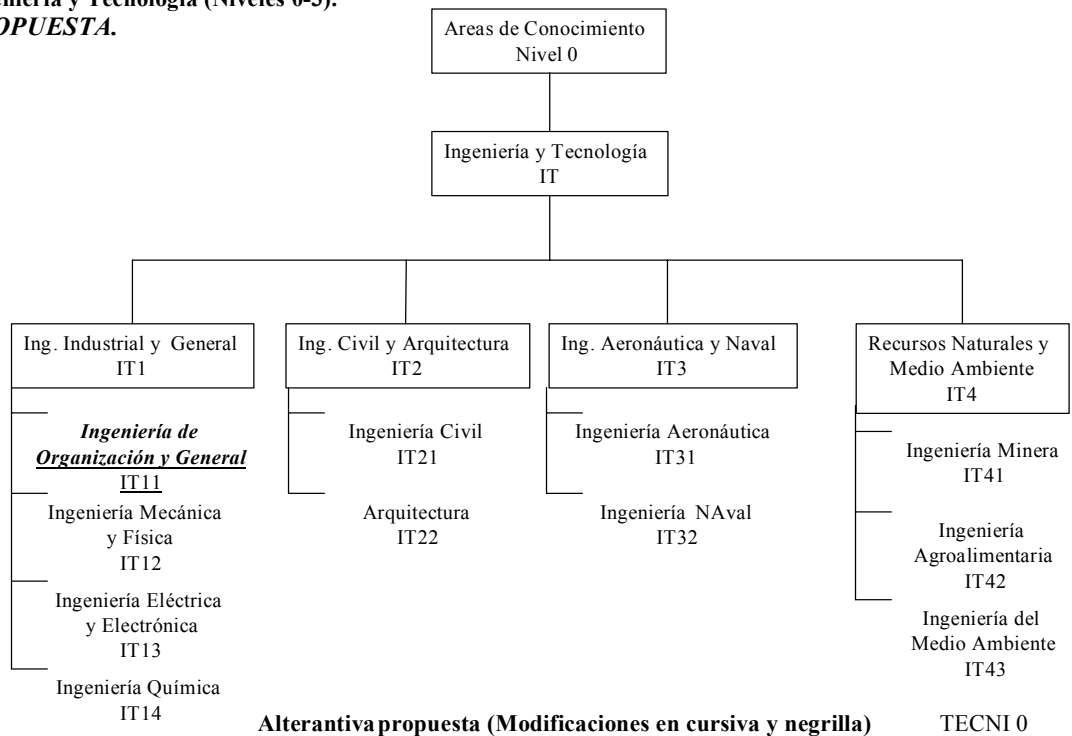 OPUESTA.
Areas de Conocimiento
Nivel 0
Ingeniería y Tecnología
IT
Ing. Industrial y General
IT1
Ing. Civil y Arquitectura
IT2
Ing. Aeronáutica y Naval
IT3
Recursos Naturales y
Medio Ambiente
IT4
Ingeniería de
Organización y General
IT11
Ingeniería Mecánica
y Física
IT12
Ingeniería Eléctrica
y Electrónica
IT13
Ingeniería Química
IT14
Ingeniería Civil
IT21
Arquitectura
IT22
Ingeniería Aeronáutica
IT31
Ingeniería NAval
IT32
Ingeniería Minera
IT41
Ingeniería
Agroalimentaria
IT42
Ingeniería del
Medio Ambiente
IT43
Alterantiva propuesta (Modificaciones en cursiva y negrilla)
TECNI 0